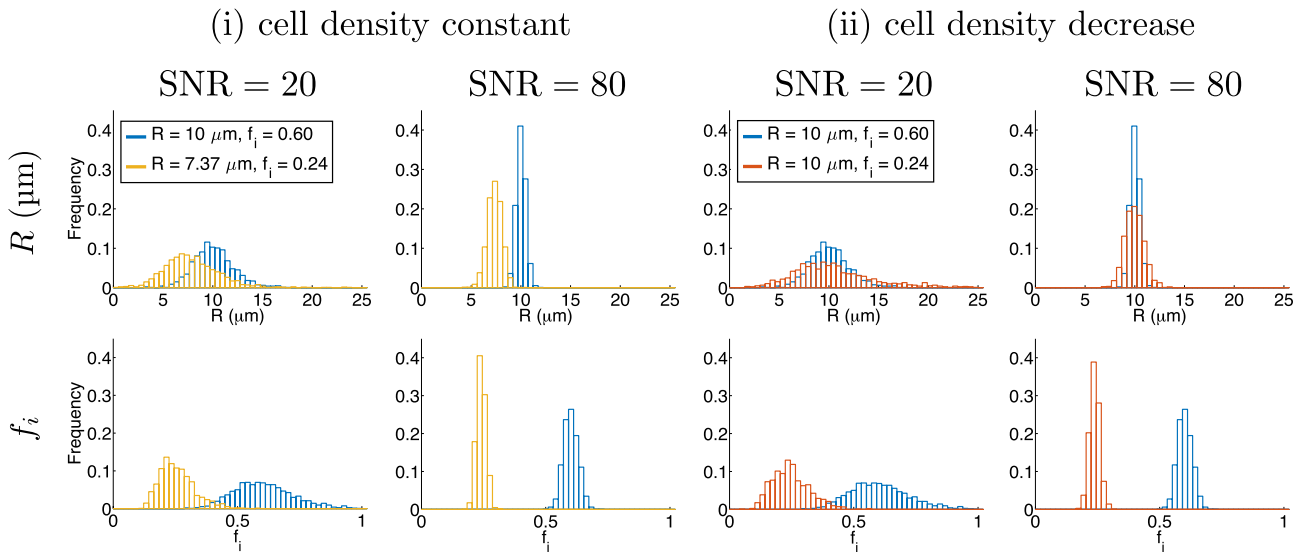 (i) cell density constant
(ii) cell density decrease
SNR = 20
SNR = 80
SNR = 20
SNR = 80
R (µm)
Frequency
0.4
0.3
0.2
0.1
0
R = 10 µm, f_i = 0.60
R = 7.37 µm, f_i = 0.24
0 5 10 15 20 25
R (µm)
0.4
0.3
0.2
0.1
0
0 5 10 15 20 25
R (µm)
0.4
0.3
0.2
0.1
0
R = 10 µm, f_i = 0.60
R = 10 µm, f_i = 0.24
0 5 10 15 20 25
R (µm)
0.4
0.3
0.2
0.1
0
0 5 10 15 20 25
R (µm)
f_i
Frequency
0.4
0.3
0.2
0.1
0
0 0.5 1
f_i
0.4
0.3
0.2
0.1
0
0 0.5 1
f_i
0.4
0.3
0.2
0.1
0
0 0.5 1
f_i
0.4
0.3
0.2
0.1
0
0 0.5 1
f_i